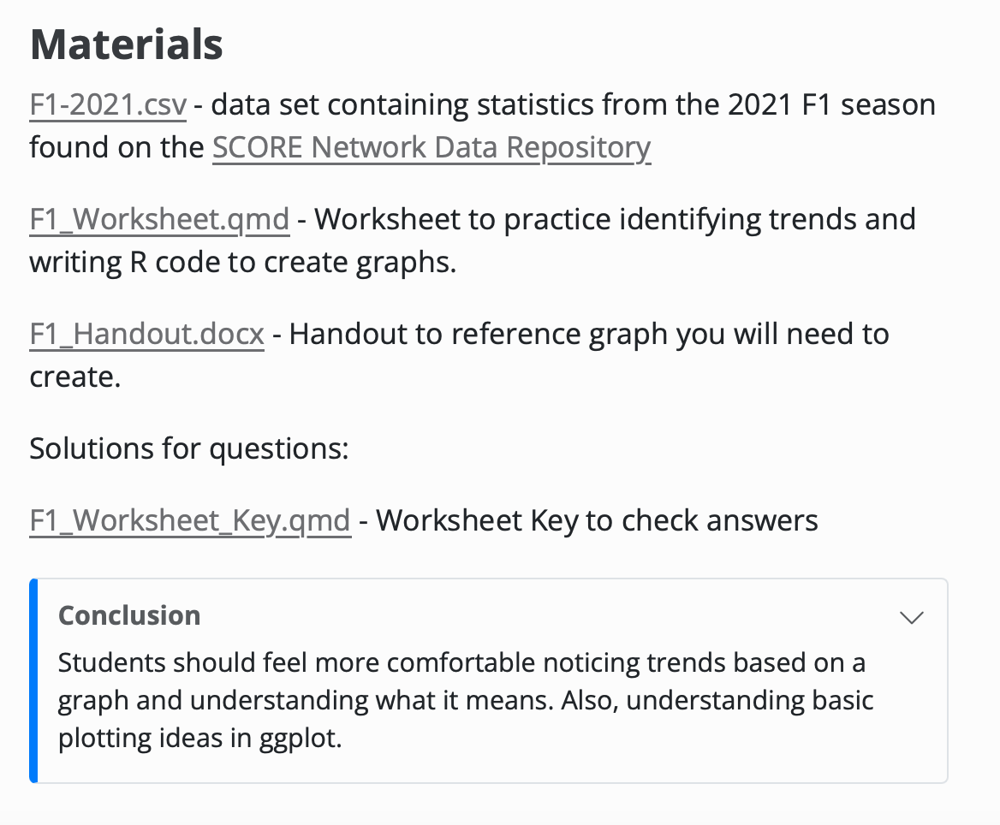 Materials
F1-2021.csv - data set containing statistics from the 2021 F1 season
found on the SCORE Network Data Repository
F1_Worksheet.qmd - Worksheet to practice identifying trends and
writing R code to create graphs.
F1_Handout.docx - Handout to reference graph you will need to
create.
Solutions for questions:
F1_Worksheet_Key.qmd - Worksheet Key to check answers
Conclusion
Students should feel more comfortable noticing trends based on a
graph and understanding what it means. Also, understanding basic
plotting ideas in ggplot.